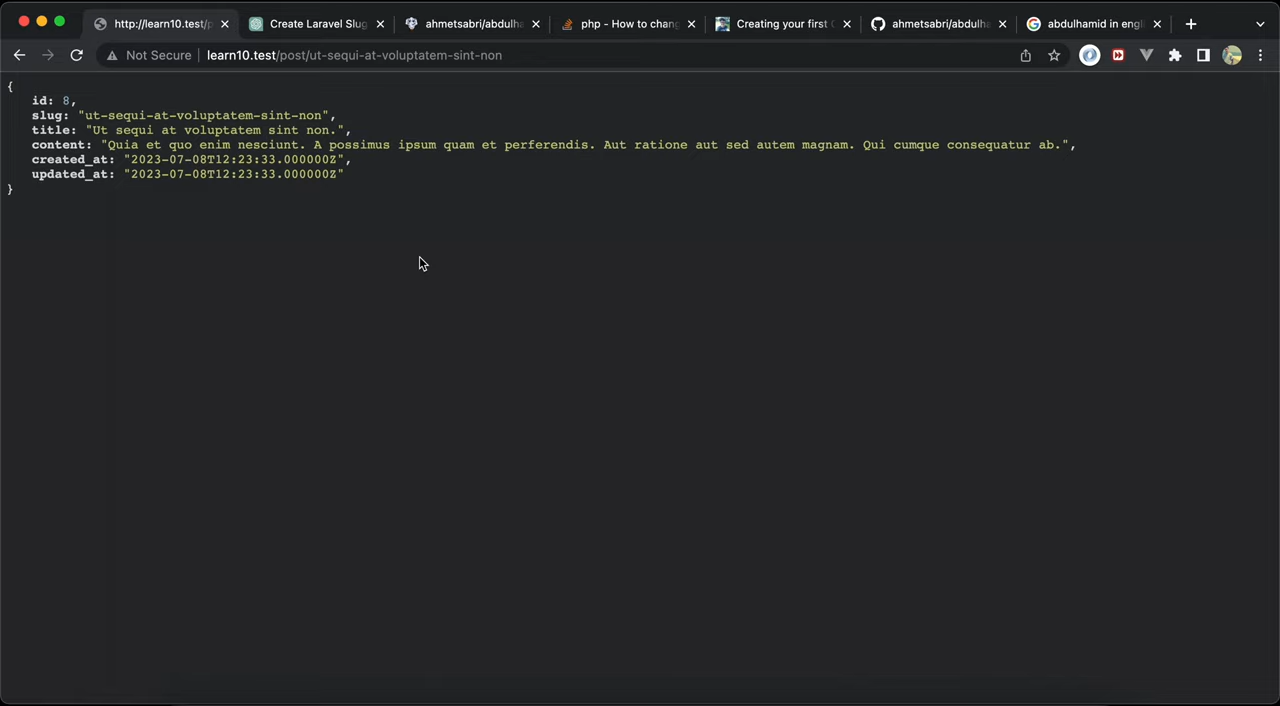 http://learn10.test/p
Create Laravel Slug
ahmetsabri/abdulha
php - How to chang
Creating your first
ahmetsabri/abdulha
abdulhamid in engl
Not Secure learn10.test/post/ut-sequi-at-voluptatem-sint-non
{
id: 8,
slug: "ut-sequi-at-voluptatem-sint-non",
title: "Ut sequi at voluptatem sint non.",
content: "Quia et quo enim nesciunt. A possimus ipsum quam et perferendis. Aut ratione aut sed autem magnam. Qui cumque consequatur ab.",
created_at: "2023-07-08T12:23:33.000000Z",
updated_at: "2023-07-08T12:23:33.000000Z"
}